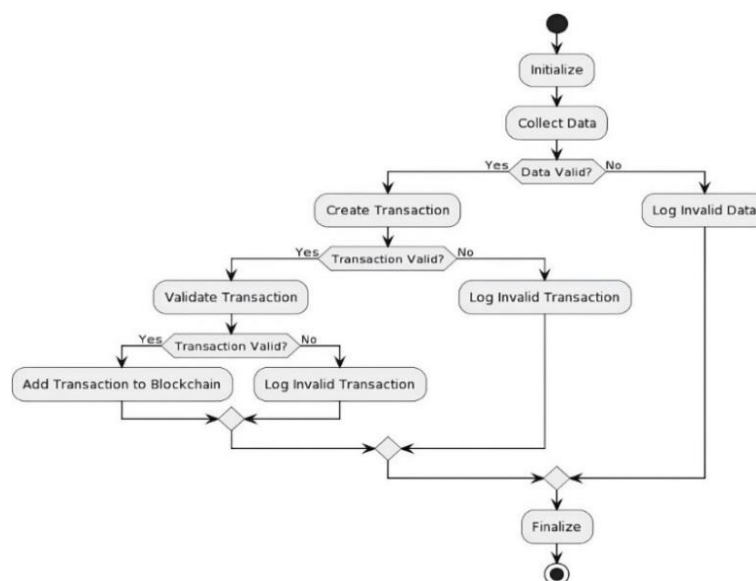 Initialize
Collect Data
Yes
Data Valid?
No
Create Transaction
Log Invalid Data
Yes
Transaction Valid?
No
Validate Transaction
Log Invalid Transaction
Yes
Transaction Valid?
No
Add Transaction to Blockchain
Log Invalid Transaction
Finalize